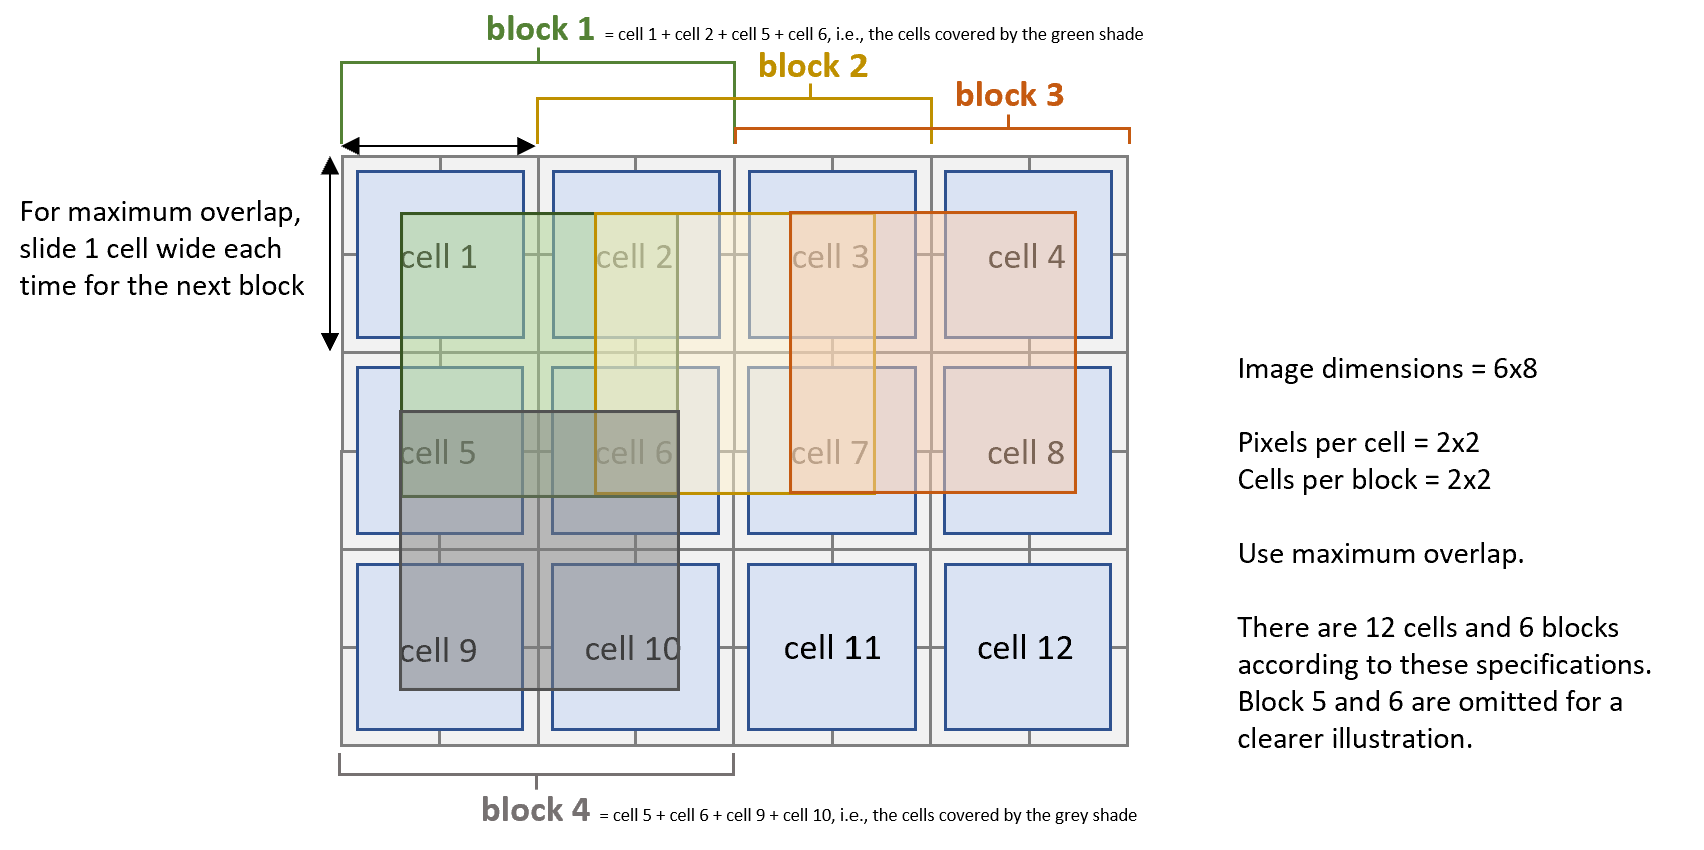 block 1 = cell 1 + cell 2 + cell 5 + cell 6, i.e., the cells covered by the green shade
block 2
block 3
For maximum overlap,
slide 1 cell wide each
time for the next block
cell 1
cell 2
cell 3
cell 4
cell 5
cell 6
cell 7
cell 8
cell 9
cell 10
cell 11
cell 12
Image dimensions = 6x8
Pixels per cell = 2x2
Cells per block = 2x2
Use maximum overlap.
There are 12 cells and 6 blocks
according to these specifications.
Block 5 and 6 are omitted for a
clearer illustration.
block 4 = cell 5 + cell 6 + cell 9 + cell 10, i.e., the cells covered by the grey shade